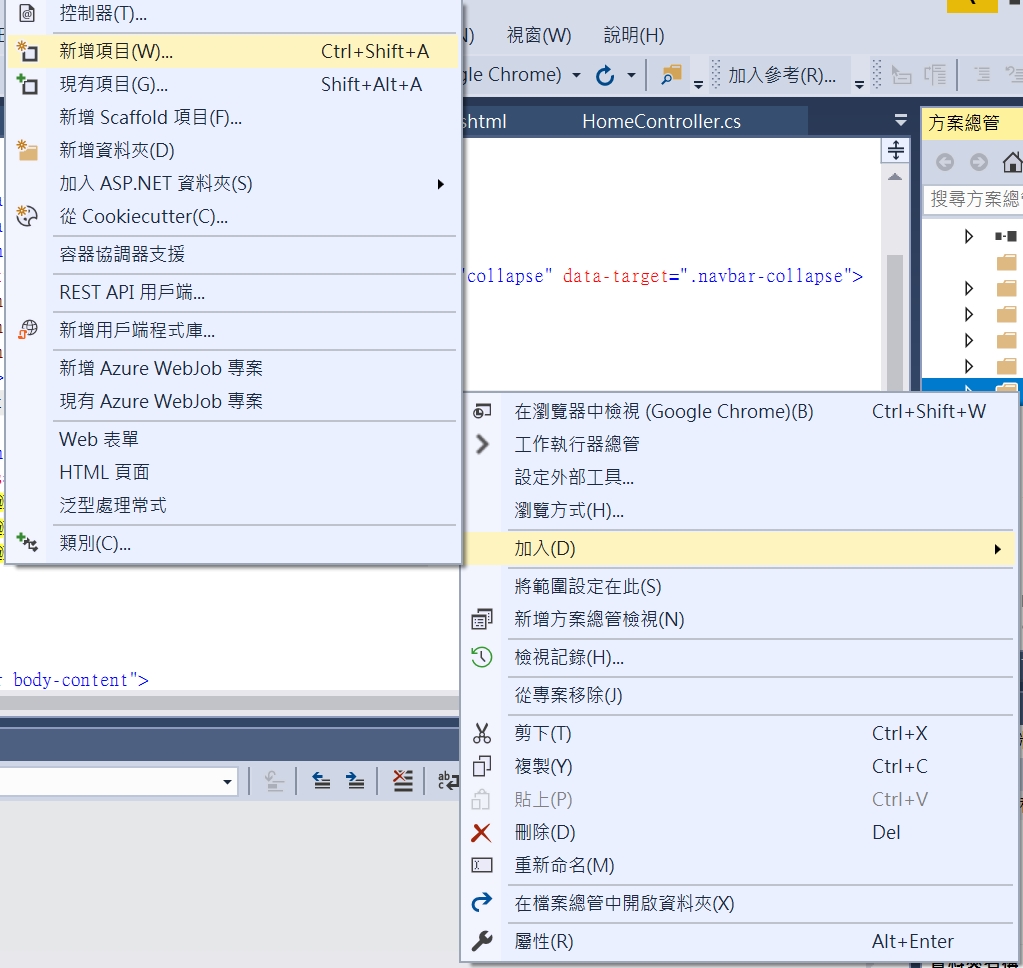 控制器(T)...
新增項目(W)... Ctrl+Shift+A
現有項目(G)... Shift+Alt+A
新增 Scaffold 項目(F)...
新增資料夾(D)
加入 ASP.NET 資料夾(S)
從 Cookiecutter(C)...
容器協調器支援
REST API 用戶端...
新增用戶端程式庫...
新增 Azure WebJob 專案
現有 Azure WebJob 專案
Web 表單
HTML 頁面
泛型處理常式
類別(C)...
N) 視窗(W) 說明(H)
gle Chrome) 加入參考(R)...
shtml HomeController.cs
方案總管
搜尋方案總管
collapse" data-target=".navbar-collapse">
在瀏覽器中檢視 (Google Chrome)(B) Ctrl+Shift+W
工作執行器總管
設定外部工具...
瀏覽方式(H)...
加入(D)
將範圍設定在此(S)
新增方案總管檢視(N)
檢視記錄(H)...
從專案移除(J)
剪下(T) Ctrl+X
複製(Y) Ctrl+C
貼上(P) Ctrl+V
刪除(D) Del
重新命名(M)
在檔案總管中開啟資料夾(X)
屬性(R) Alt+Enter
body-content">